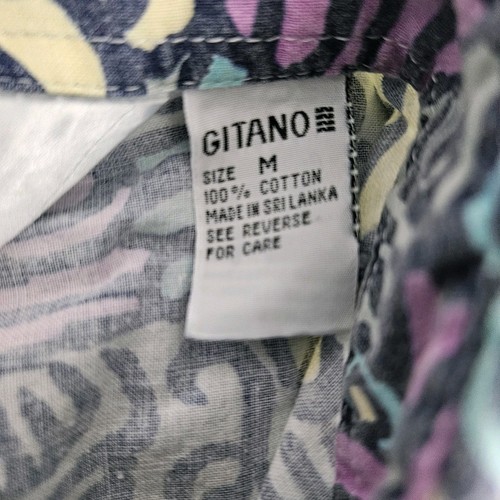 GITANO
SIZE M
100% COTTON
MADE IN SRI LANKA
SEE REVERSE
FOR CARE